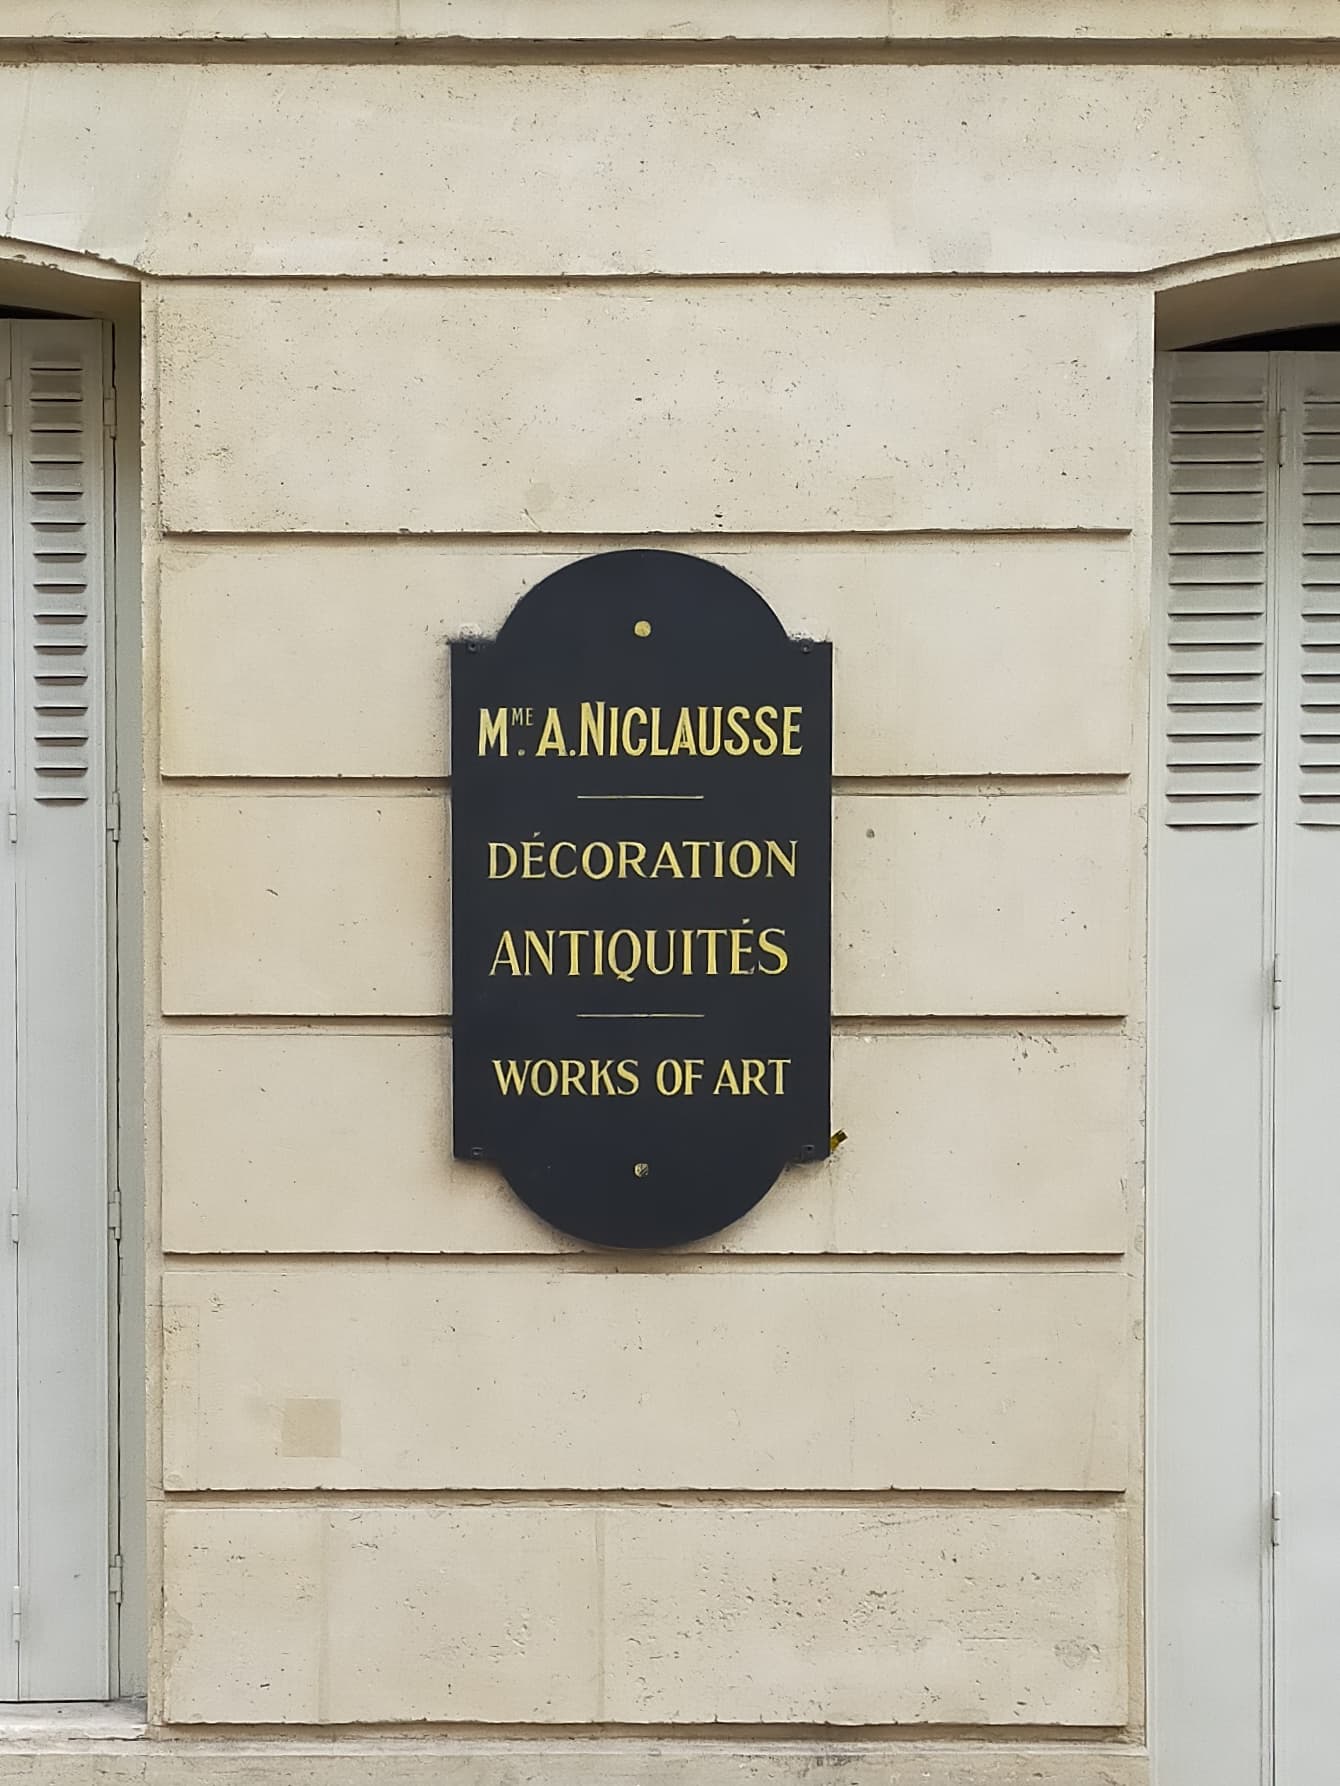 MME. A. NICLAUSSE
DÉCORATION
ANTIQUITÉS
WORKS OF ART